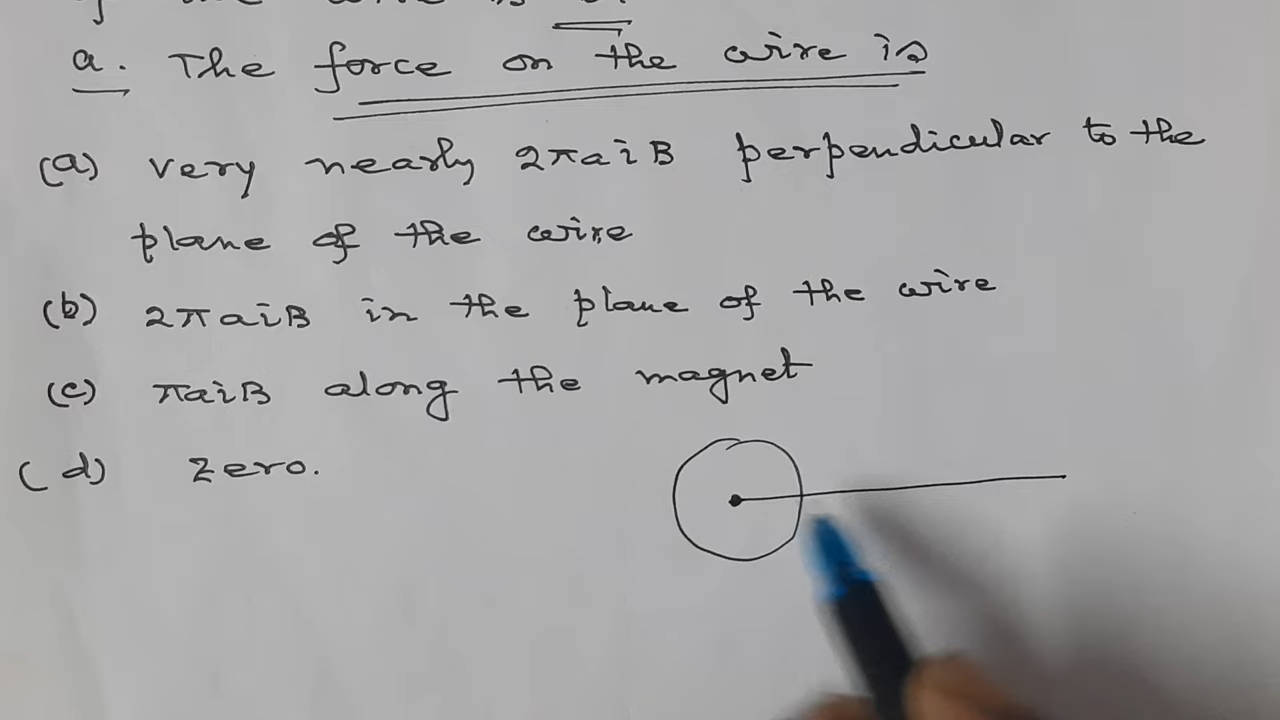 a. The force on the wire is
(a) very nearly 2πaiB perpendicular to the
plane of the wire
(b) 2πaiB in the plane of the wire
(c) πaiB along the magnet
(d) Zero.